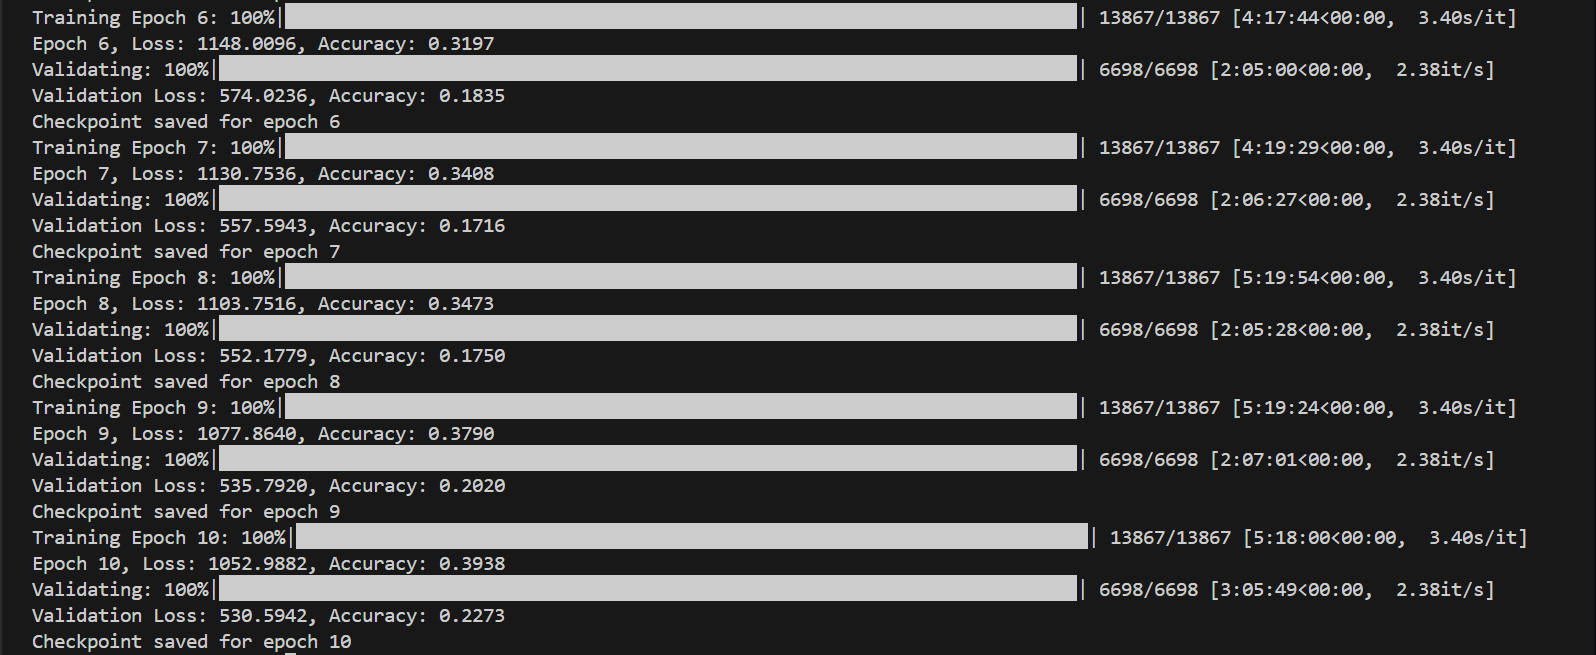 Training Epoch 6: 100%| | 13867/13867 [4:17:44<00:00,  3.40s/it]
Epoch 6, Loss: 1148.0096, Accuracy: 0.3197
Validating: 100%| | 6698/6698 [2:05:00<00:00,  2.38it/s]
Validation Loss: 574.0236, Accuracy: 0.1835
Checkpoint saved for epoch 6
Training Epoch 7: 100%| | 13867/13867 [4:19:29<00:00,  3.40s/it]
Epoch 7, Loss: 1130.7536, Accuracy: 0.3408
Validating: 100%| | 6698/6698 [2:06:27<00:00,  2.38it/s]
Validation Loss: 557.5943, Accuracy: 0.1716
Checkpoint saved for epoch 7
Training Epoch 8: 100%| | 13867/13867 [5:19:54<00:00,  3.40s/it]
Epoch 8, Loss: 1103.7516, Accuracy: 0.3473
Validating: 100%| | 6698/6698 [2:05:28<00:00,  2.38it/s]
Validation Loss: 552.1779, Accuracy: 0.1750
Checkpoint saved for epoch 8
Training Epoch 9: 100%| | 13867/13867 [5:19:24<00:00,  3.40s/it]
Epoch 9, Loss: 1077.8640, Accuracy: 0.3790
Validating: 100%| | 6698/6698 [2:07:01<00:00,  2.38it/s]
Validation Loss: 535.7920, Accuracy: 0.2020
Checkpoint saved for epoch 9
Training Epoch 10: 100%| | 13867/13867 [5:18:00<00:00,  3.40s/it]
Epoch 10, Loss: 1052.9882, Accuracy: 0.3938
Validating: 100%| | 6698/6698 [3:05:49<00:00,  2.38it/s]
Validation Loss: 530.5942, Accuracy: 0.2273
Checkpoint saved for epoch 10